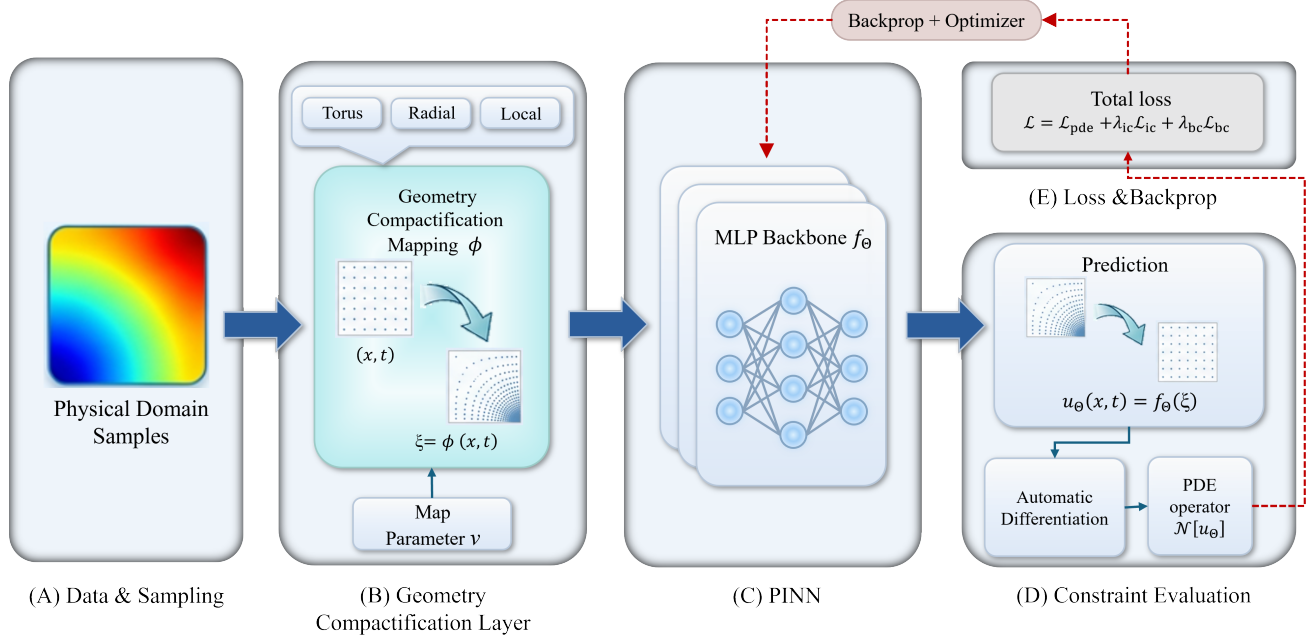 Backprop + Optimizer
Physical Domain
Samples
(A) Data & Sampling
Torus
Radial
Local
Geometry
Compactification
Mapping ϕ
(x, t)
ξ= ϕ (x, t)
Map
Parameter ν
(B) Geometry
Compactification Layer
MLP Backbone f_Θ
(C) PINN
Total loss
ℒ = ℒ_pde +λ_ic ℒ_ic + λ_bc ℒ_bc
(E) Loss &Backprop
Prediction
u_Θ(x, t) = f_Θ(ξ)
Automatic
Differentiation
PDE
operator
𝒩[u_Θ]
(D) Constraint Evaluation